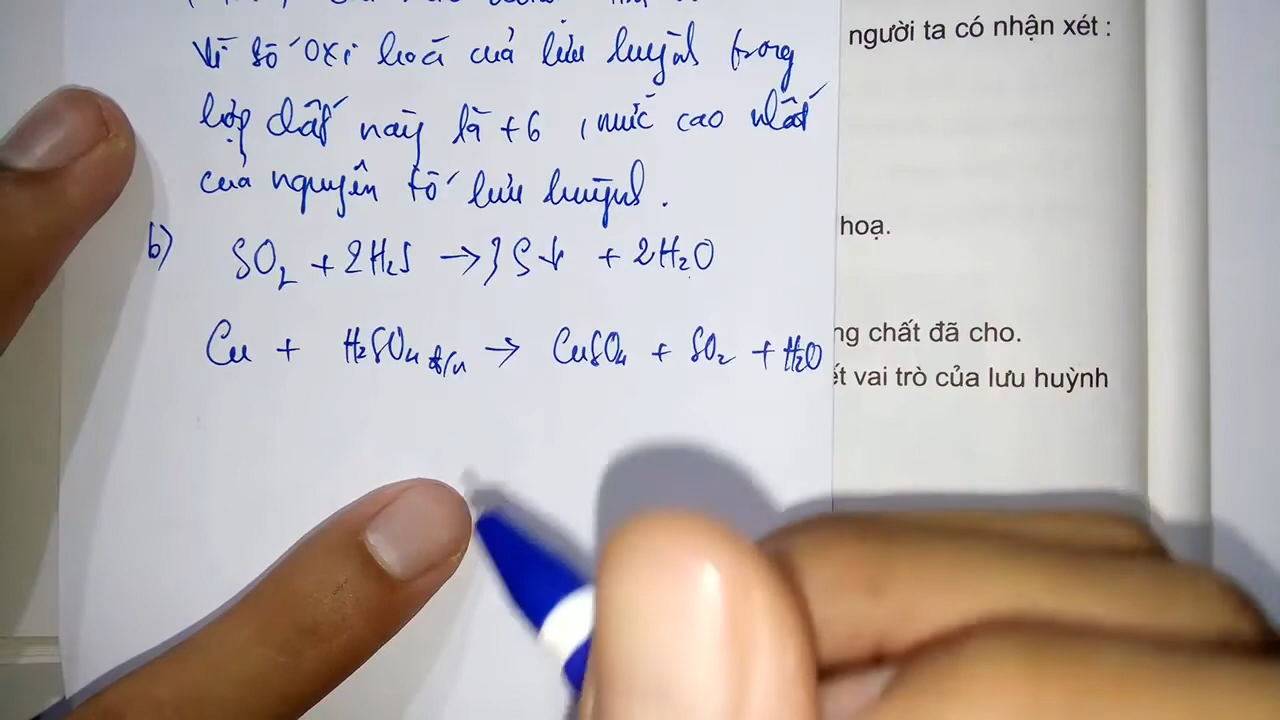 Vì số oxi hoá của lưu huỳnh trong
hợp chất này là +6, mức cao nhất
của nguyên tố lưu huỳnh.
b) SO₂ + 2H₂S → 3S↓ + 2H₂O
Cu + H₂SO₄ đ/n → CuSO₄ + SO₂ + H₂O
người ta có nhận xét :
hoạ.
ng chất đã cho.
ết vai trò của lưu huỳnh